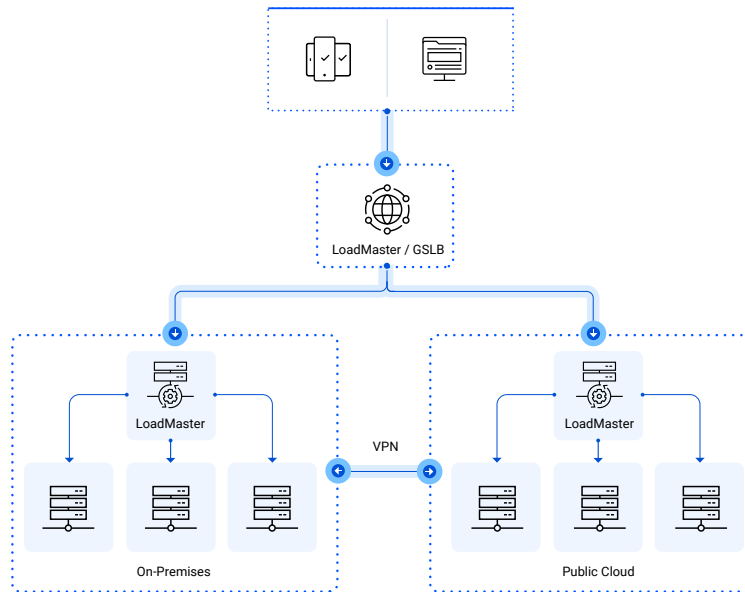 LoadMaster / GSLB
LoadMaster
LoadMaster
VPN
On-Premises
Public Cloud